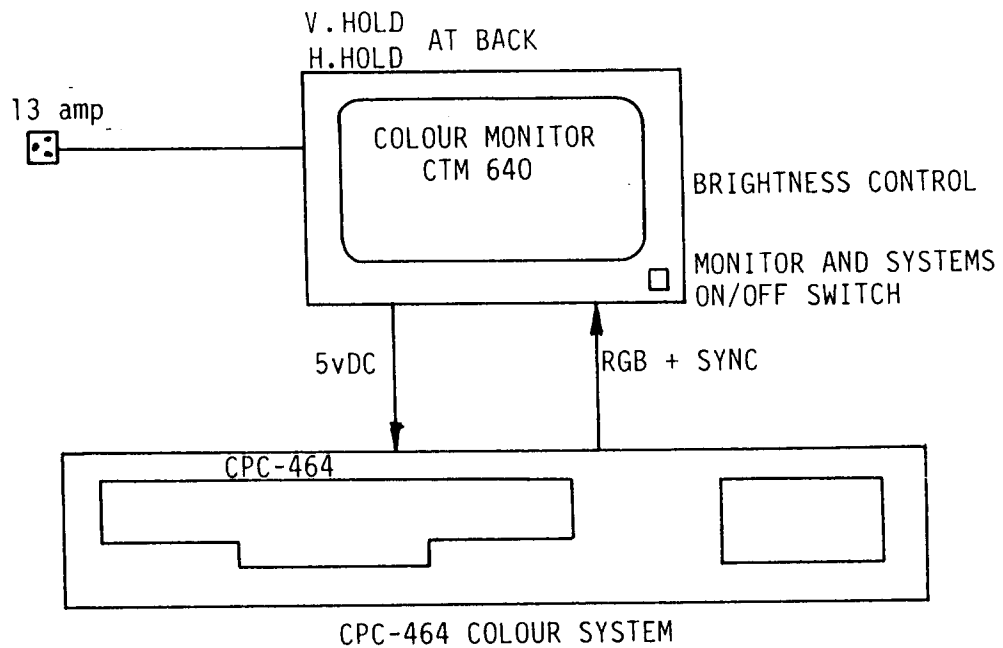 V.HOLD
H.HOLD
AT BACK
13 amp
COLOUR MONITOR
CTM 640
BRIGHTNESS CONTROL
MONITOR AND SYSTEMS
ON/OFF SWITCH
5vDC
RGB + SYNC
CPC-464
CPC-464 COLOUR SYSTEM